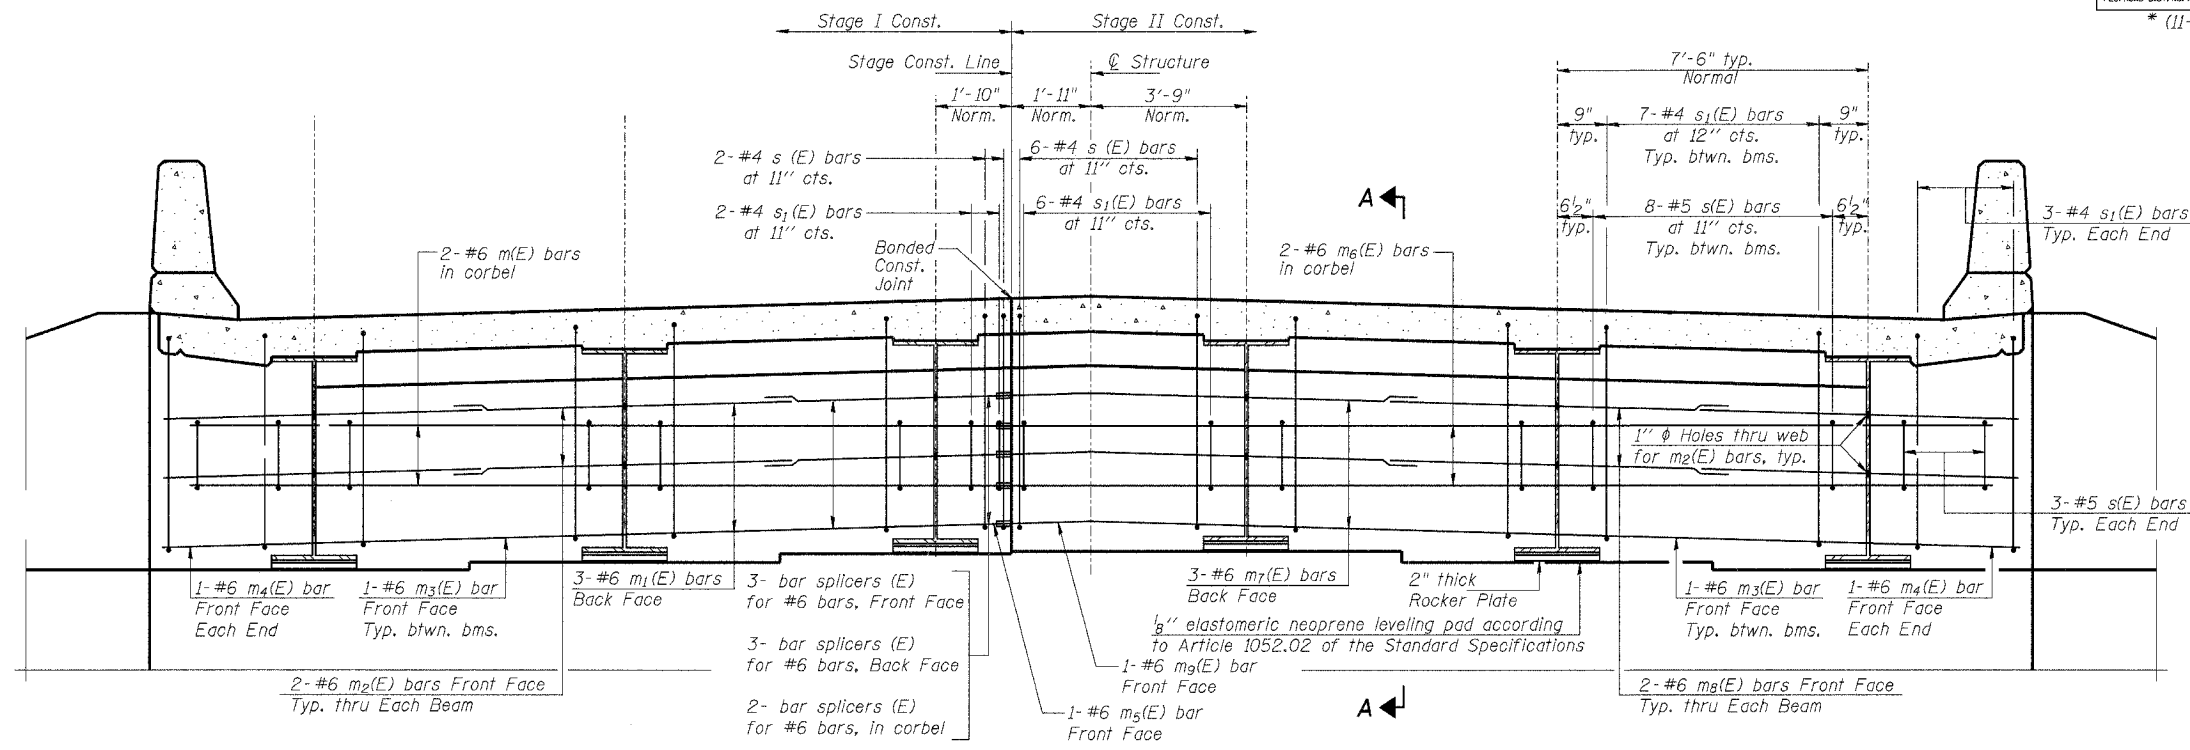 * (11-
Stage I Const.
Stage II Const.
Stage Const. Line
℄ Structure
1'-10"
Norm.
1'-11"
Norm.
3'-9"
Norm.
7'-6" typ.
Normal
9"
typ.
7-#4 s1(E) bars
at 12" cts.
Typ. btwn. bms.
9"
typ.
2-#4 s (E) bars
at 11" cts.
6-#4 s (E) bars
at 11" cts.
2-#4 s1(E) bars
at 11" cts.
6-#4 s1(E) bars
at 11" cts.
A
6½"
typ.
8-#5 s(E) bars
at 11" cts.
Typ. btwn. bms.
6½"
typ.
3-#4 s1(E) bars
Typ. Each End
2-#6 m(E) bars
in corbel
Bonded
Const.
Joint
2-#6 m6(E) bars
in corbel
1" φ Holes thru web
for m2(E) bars, typ.
3-#5 s(E) bars
Typ. Each End
1-#6 m4(E) bar
Front Face
Each End
1-#6 m3(E) bar
Front Face
Typ. btwn. bms.
3-#6 m1(E) bars
Back Face
3- bar splicers (E)
for #6 bars, Front Face
3- bar splicers (E)
for #6 bars, Back Face
2- bar splicers (E)
for #6 bars, in corbel
3-#6 m7(E) bars
Back Face
2" thick
Rocker Plate
⅛" elastomeric neoprene leveling pad according
to Article 1052.02 of the Standard Specifications
1-#6 m3(E) bar
Front Face
Typ. btwn. bms.
1-#6 m4(E) bar
Front Face
Each End
2-#6 m2(E) bars Front Face
Typ. thru Each Beam
1-#6 m9(E) bar
Front Face
1-#6 m5(E) bar
Front Face
A
2-#6 m8(E) bars Front Face
Typ. thru Each Beam